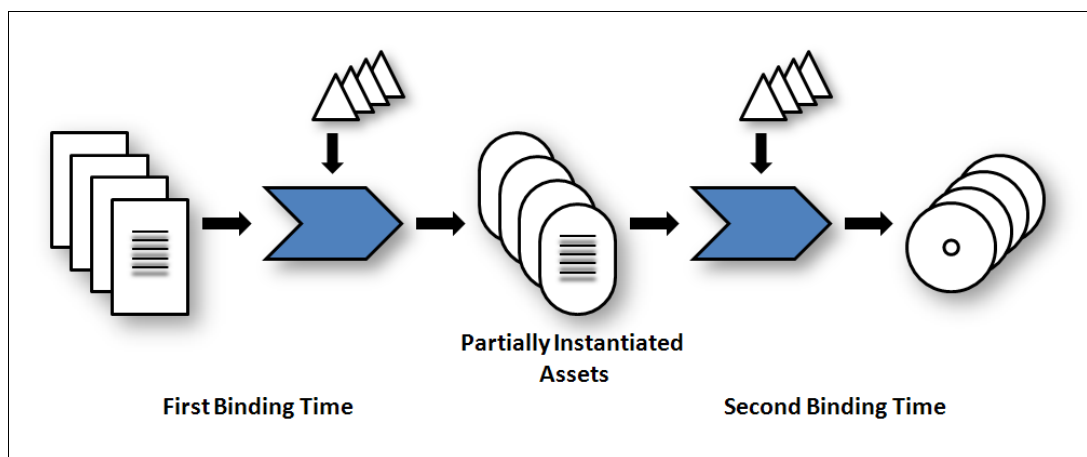 Partially Instantiated
Assets
First Binding Time
Second Binding Time